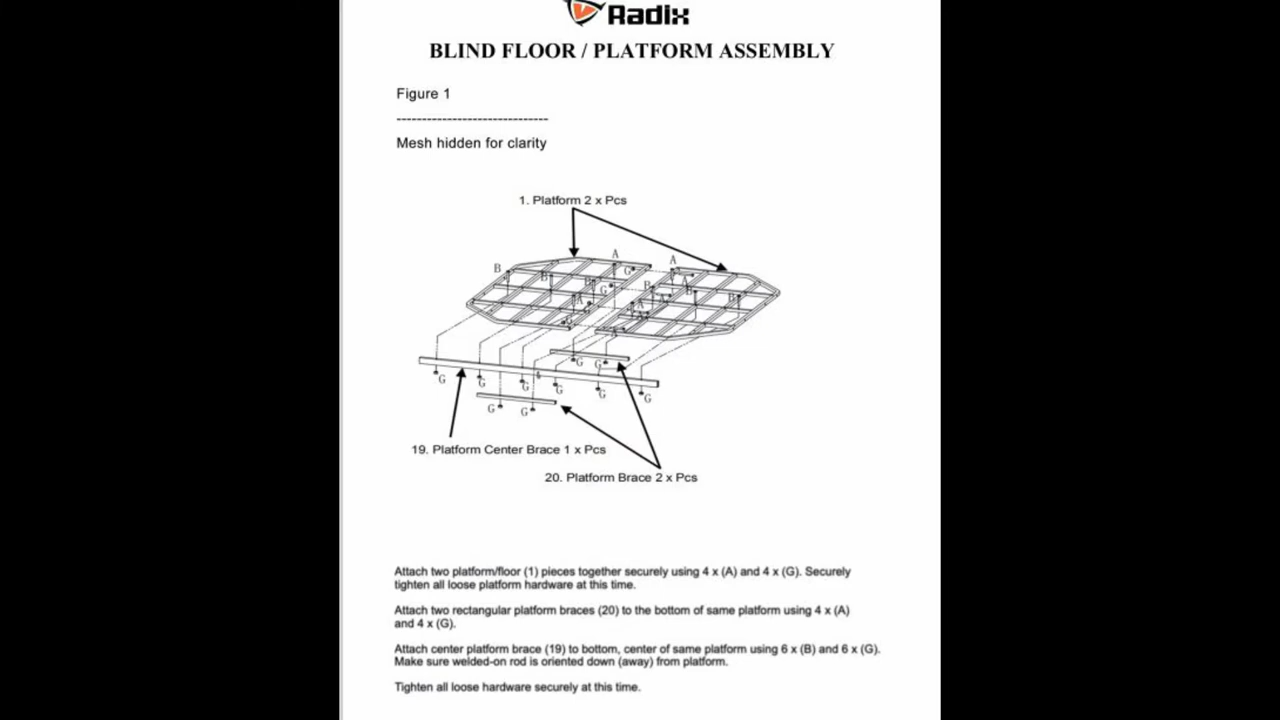 Radix
BLIND FLOOR / PLATFORM ASSEMBLY
Figure 1
------------------------------
Mesh hidden for clarity
1. Platform 2 x Pcs
A
A
B
G
B
B
G
A
B
B
B
A
A
A
G
G
G
G
G
G
G
G
G
G
G
19. Platform Center Brace 1 x Pcs
20. Platform Brace 2 x Pcs
Attach two platform/floor (1) pieces together securely using 4 x (A) and 4 x (G). Securely
tighten all loose platform hardware at this time.
Attach two rectangular platform braces (20) to the bottom of same platform using 4 x (A)
and 4 x (G).
Attach center platform brace (19) to bottom, center of same platform using 6 x (B) and 6 x (G).
Make sure welded-on rod is oriented down (away) from platform.
Tighten all loose hardware securely at this time.